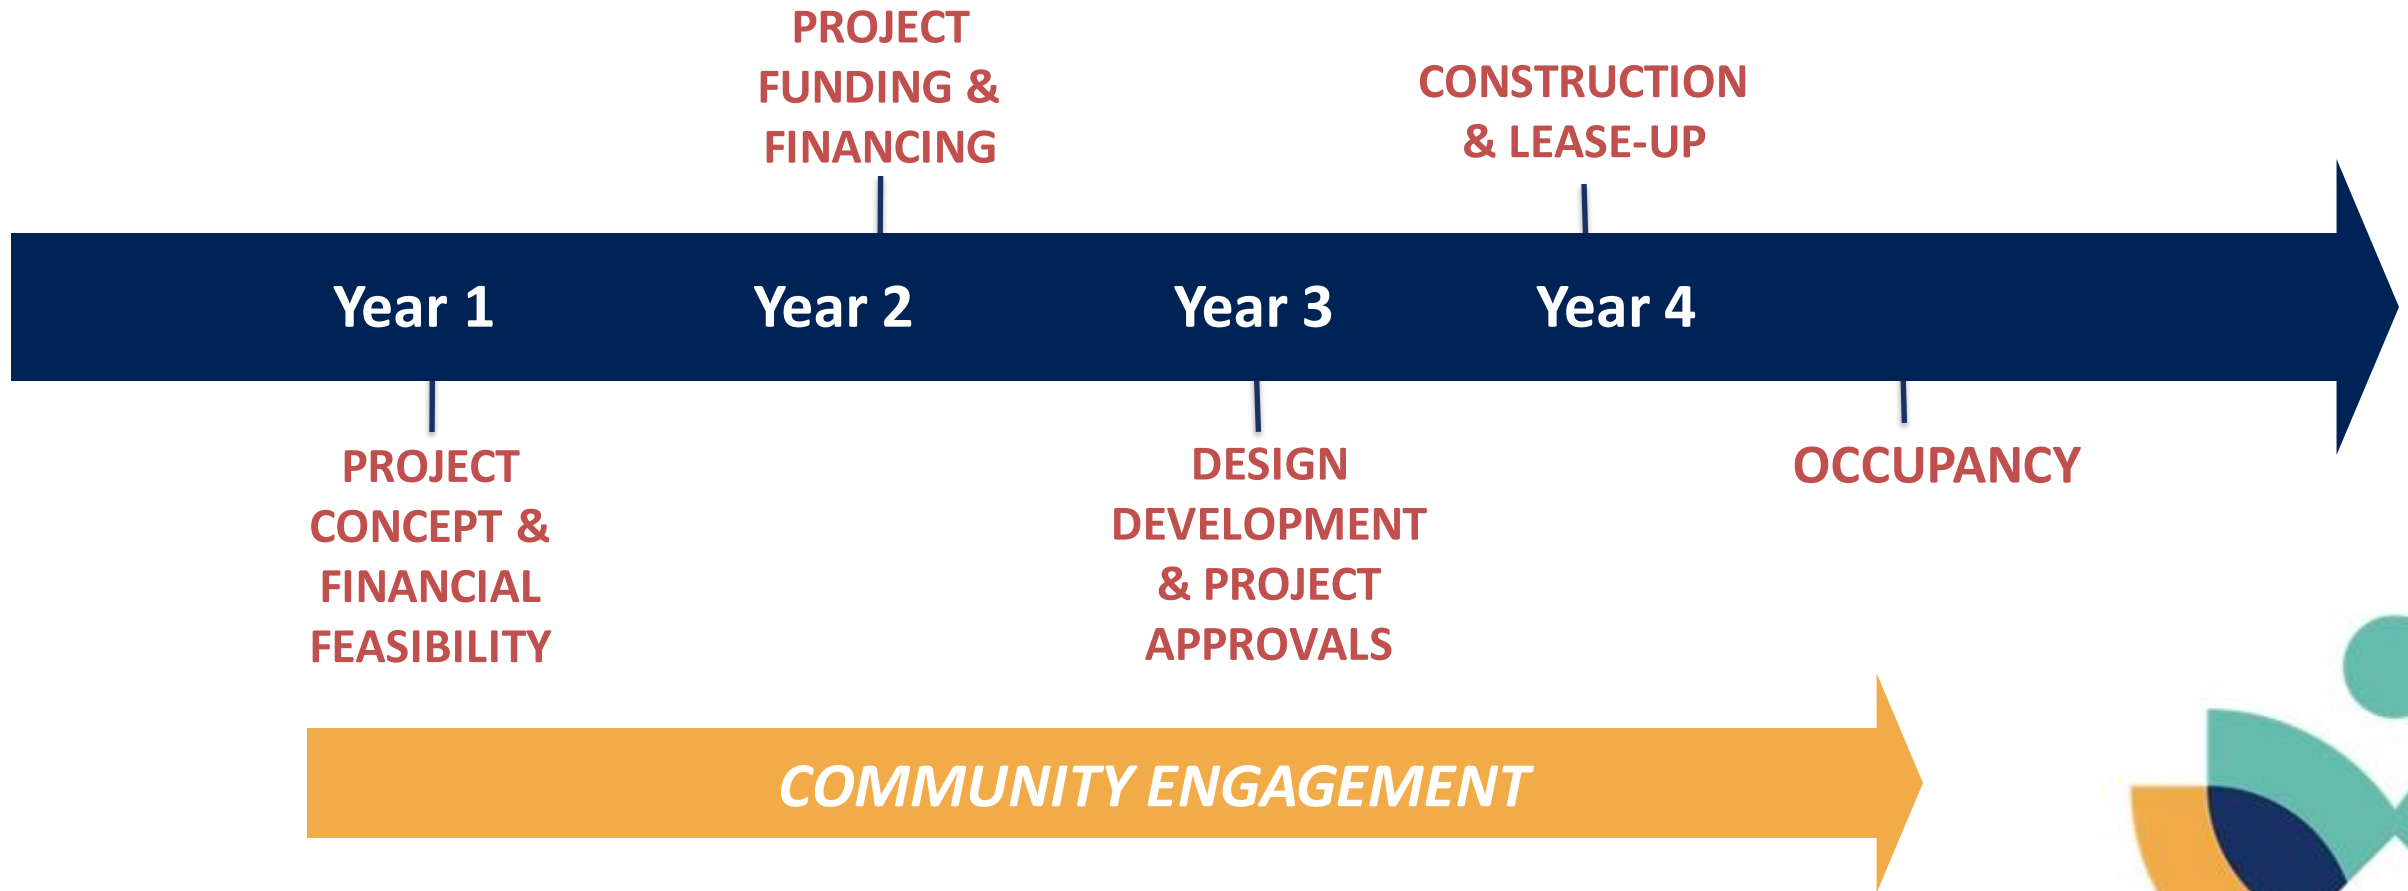 PROJECT
FUNDING &
FINANCING
CONSTRUCTION
& LEASE-UP
Year 1
Year 2
Year 3
Year 4
PROJECT
CONCEPT &
FINANCIAL
FEASIBILITY
DESIGN
DEVELOPMENT
& PROJECT
APPROVALS
OCCUPANCY
COMMUNITY ENGAGEMENT